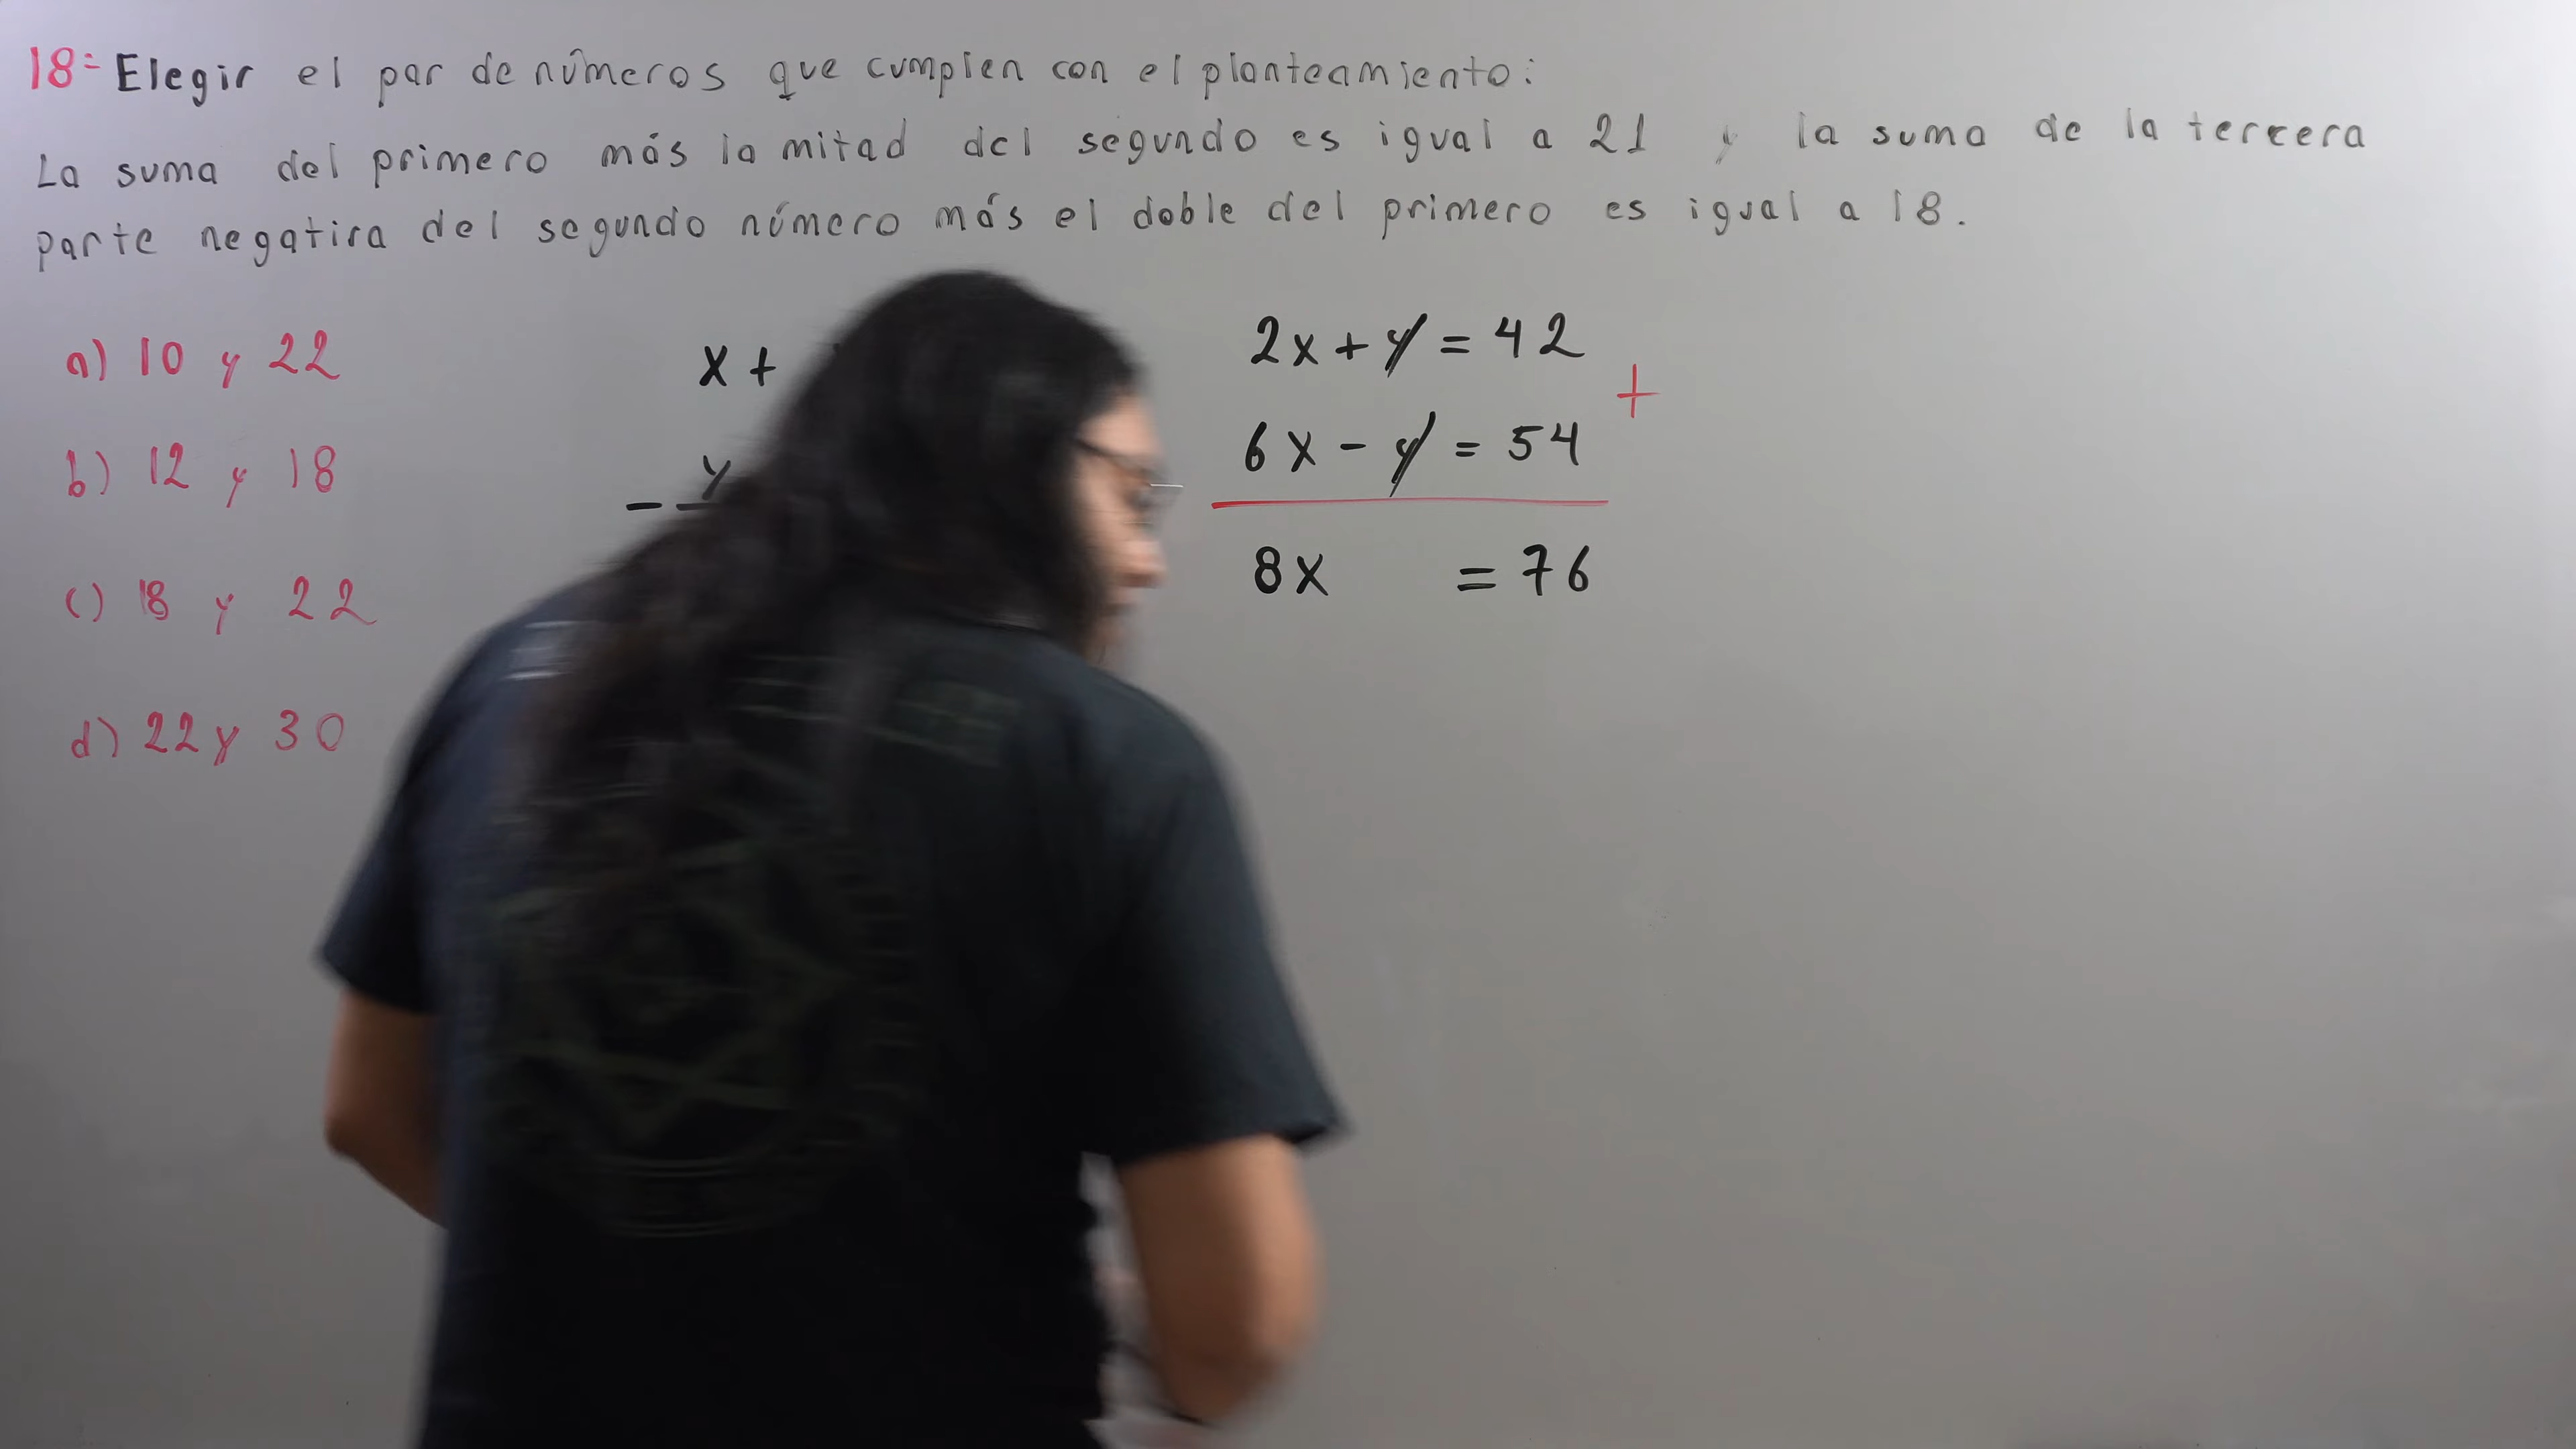 18= Elegir el par de números que cumplen con el planteamiento:
La suma del primero más la mitad del segundo es igual a 21 y la suma de la tercera
parte negativa del segundo número más el doble del primero es igual a 18.
a) 10 y 22
b) 12 y 18
c) 18 y 22
d) 22 y 30
x +
- y
2x + y = 42
+
6x - y = 54
8x = 76